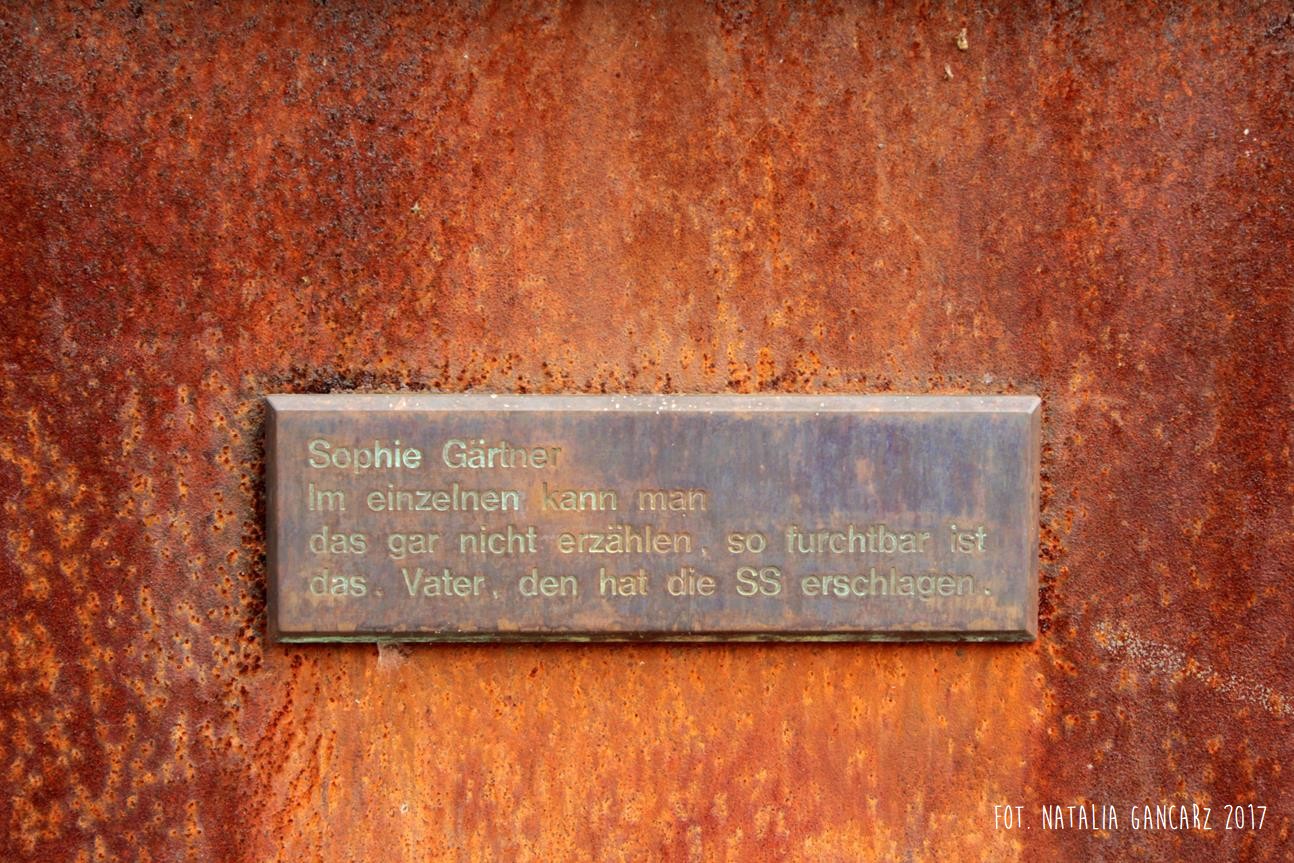 Sophie Gärtner
Im einzelnen kann man
das gar nicht erzählen, so furchtbar ist
das. Vater, den hat die SS erschlagen.
FOT. NATALIA GANCARZ 2017